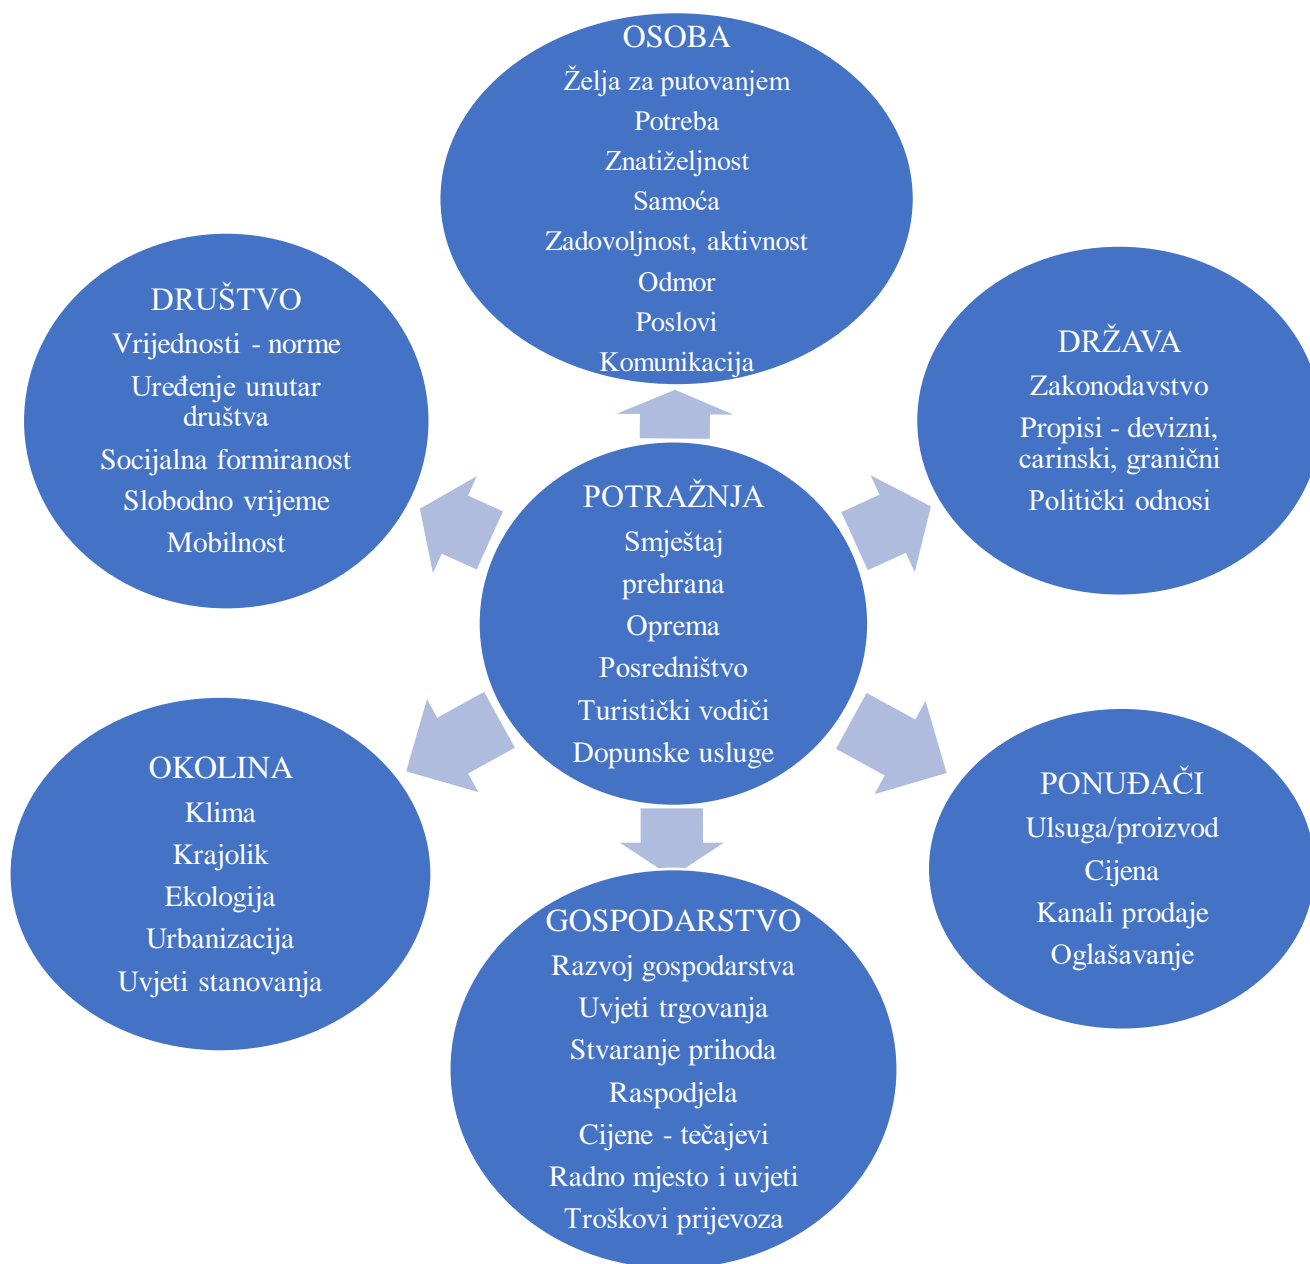 OSOBA
Želja za putovanjem
Potreba
Znatiželjnost
Samoća
Zadovoljnost, aktivnost
Odmor
Poslovi
Komunikacija
DRUŠTVO
Vrijednosti - norme
Uređenje unutar
društva
Socijalna formiranost
Slobodno vrijeme
Mobilnost
DRŽAVA
Zakonodavstvo
Propisi - devizni,
carinski, granični
Politički odnosi
POTRAŽNJA
Smještaj
prehrana
Oprema
Posredništvo
Turistički vodiči
Dopunske usluge
OKOLINA
Klima
Krajolik
Ekologija
Urbanizacija
Uvjeti stanovanja
PONUĐAČI
Ulsuga/proizvod
Cijena
Kanali prodaje
Oglašavanje
GOSPODARSTVO
Razvoj gospodarstva
Uvjeti trgovanja
Stvaranje prihoda
Raspodjela
Cijene - tečajevi
Radno mjesto i uvjeti
Troškovi prijevoza